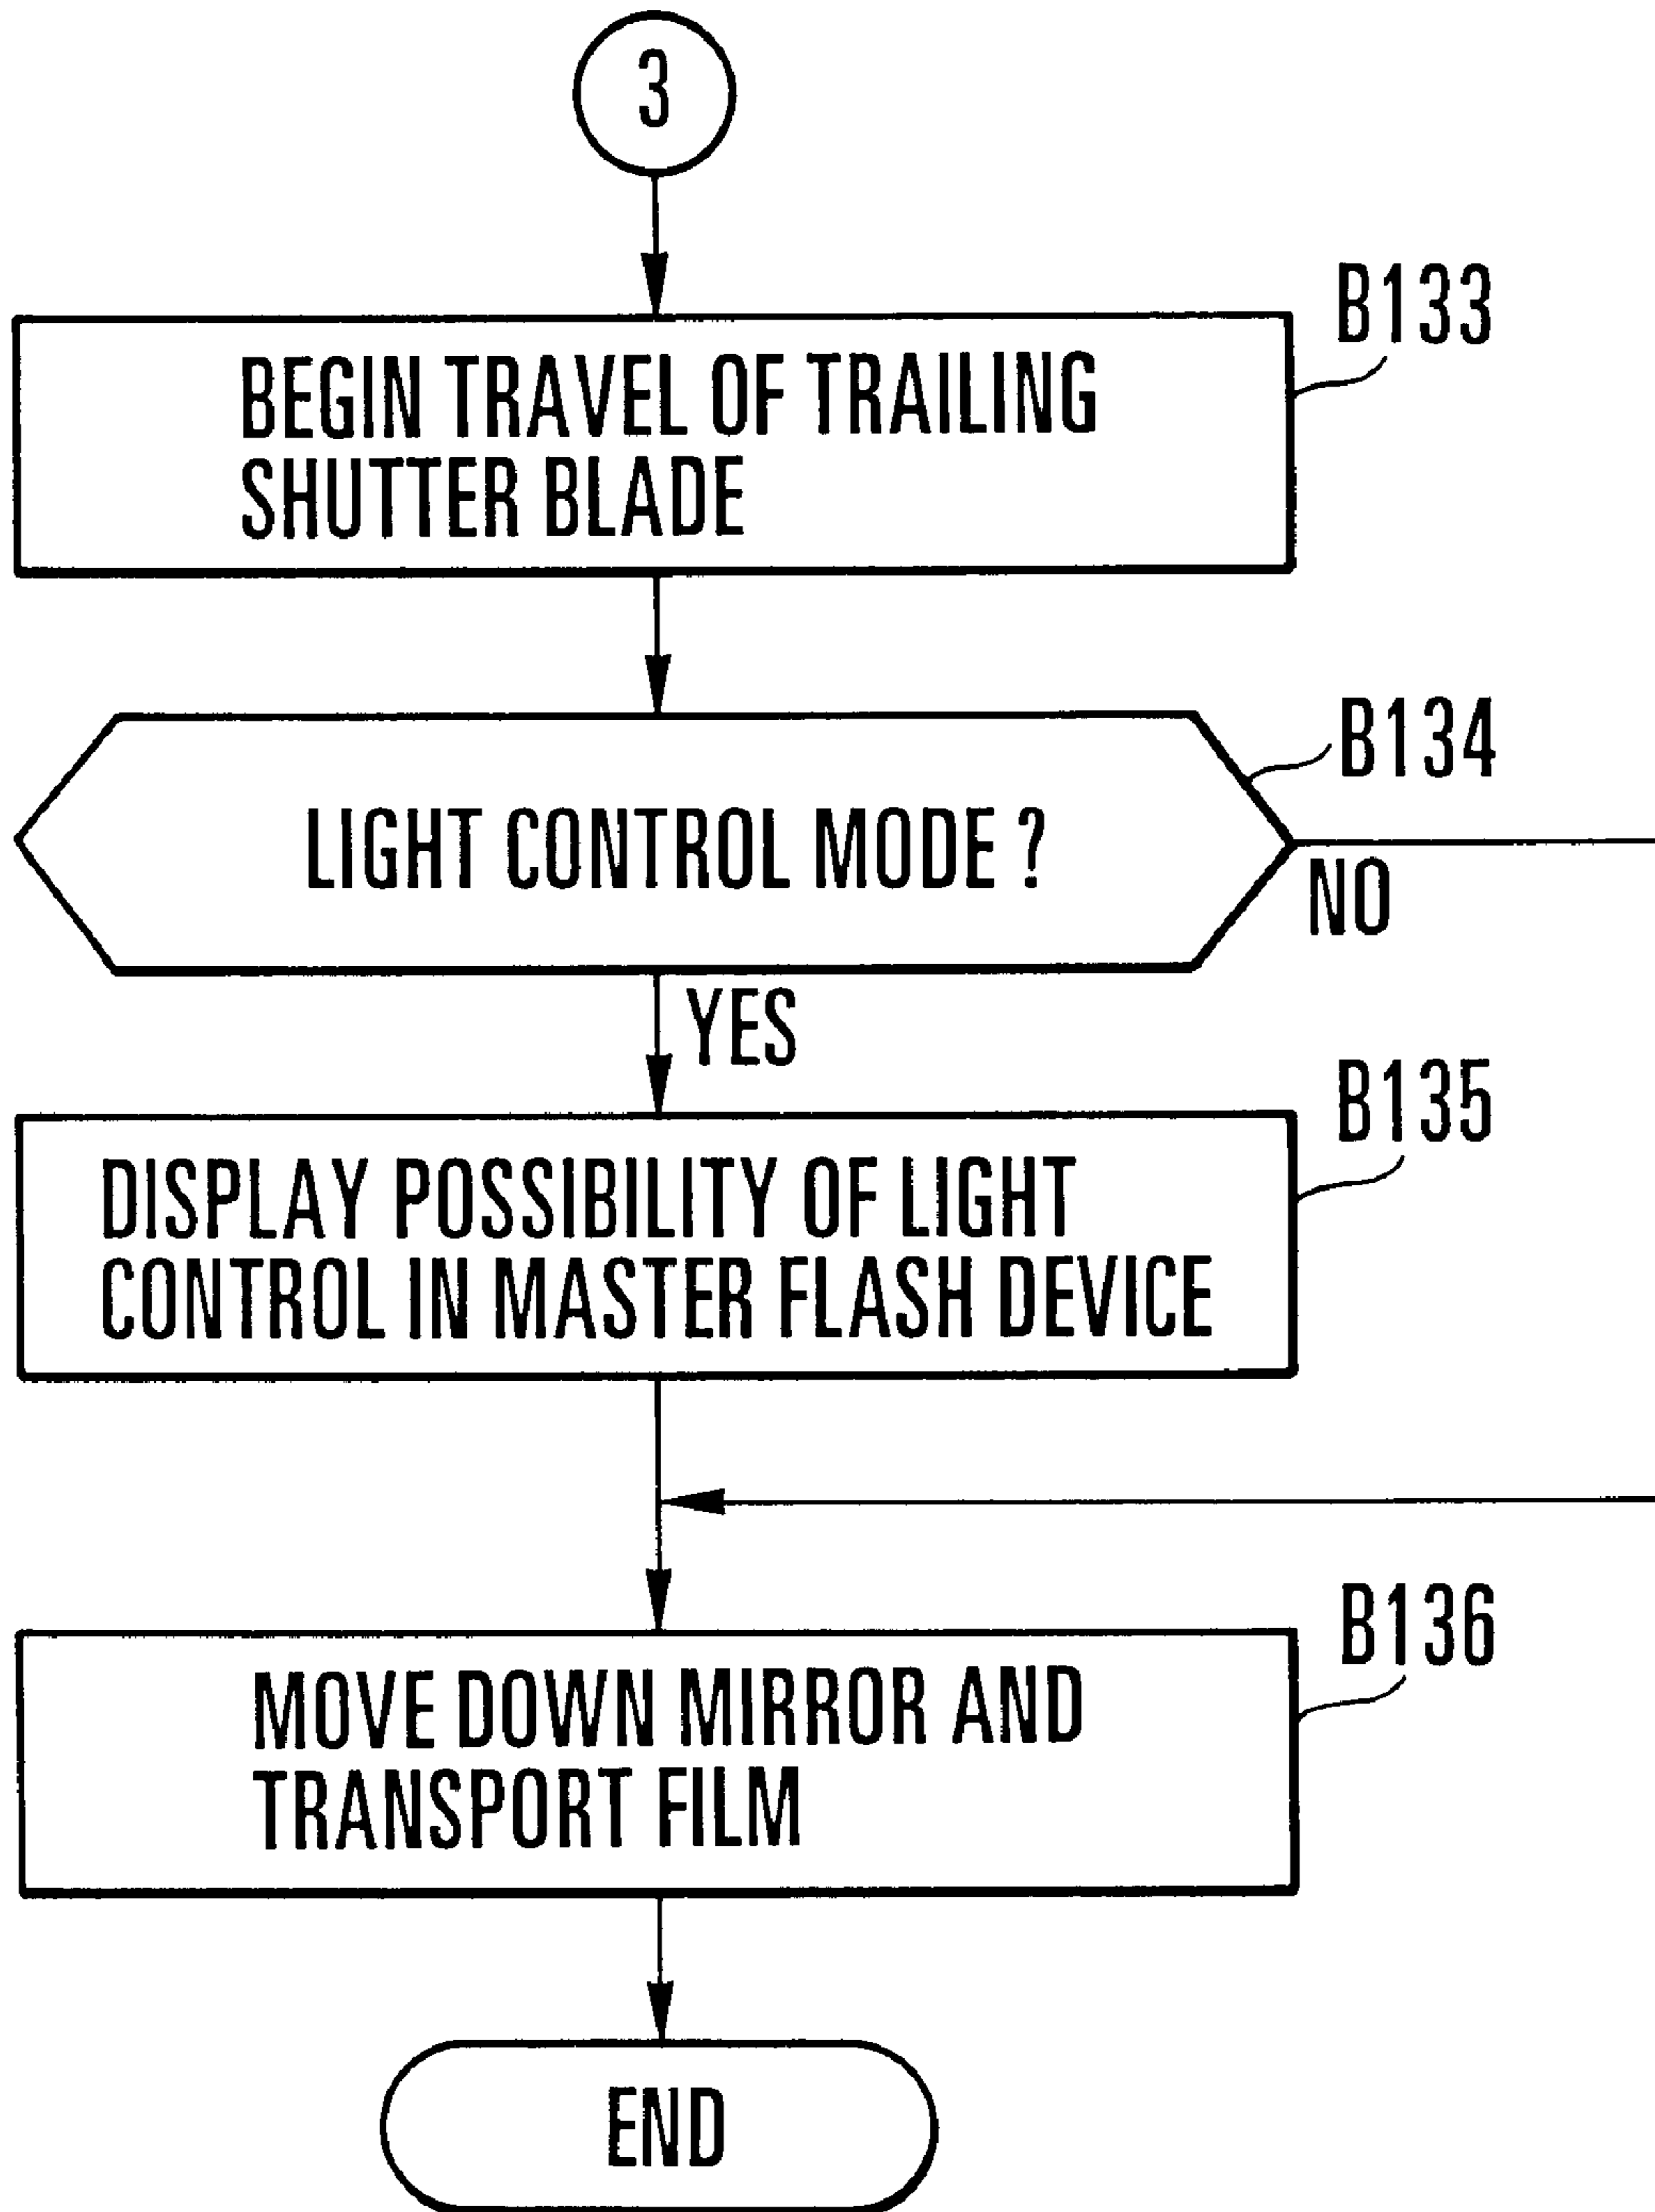 3
B133
BEGIN TRAVEL OF TRAILING
SHUTTER BLADE
B134
LIGHT CONTROL MODE ?
NO
YES
B135
DISPLAY POSSIBILITY OF LIGHT
CONTROL IN MASTER FLASH DEVICE
B136
MOVE DOWN MIRROR AND
TRANSPORT FILM
END